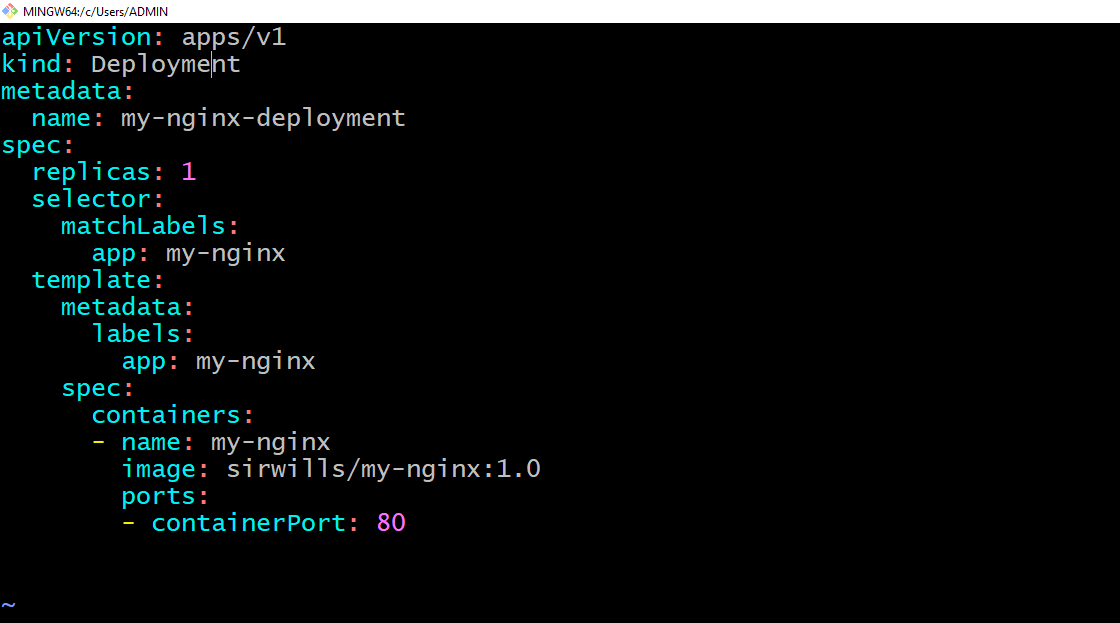 MINGW64:/c/Users/ADMIN
apiVersion: apps/v1
kind: Deployment
metadata:
  name: my-nginx-deployment
spec:
  replicas: 1
  selector:
    matchLabels:
      app: my-nginx
  template:
    metadata:
      labels:
        app: my-nginx
    spec:
      containers:
      - name: my-nginx
        image: sirwills/my-nginx:1.0
        ports:
        - containerPort: 80
~